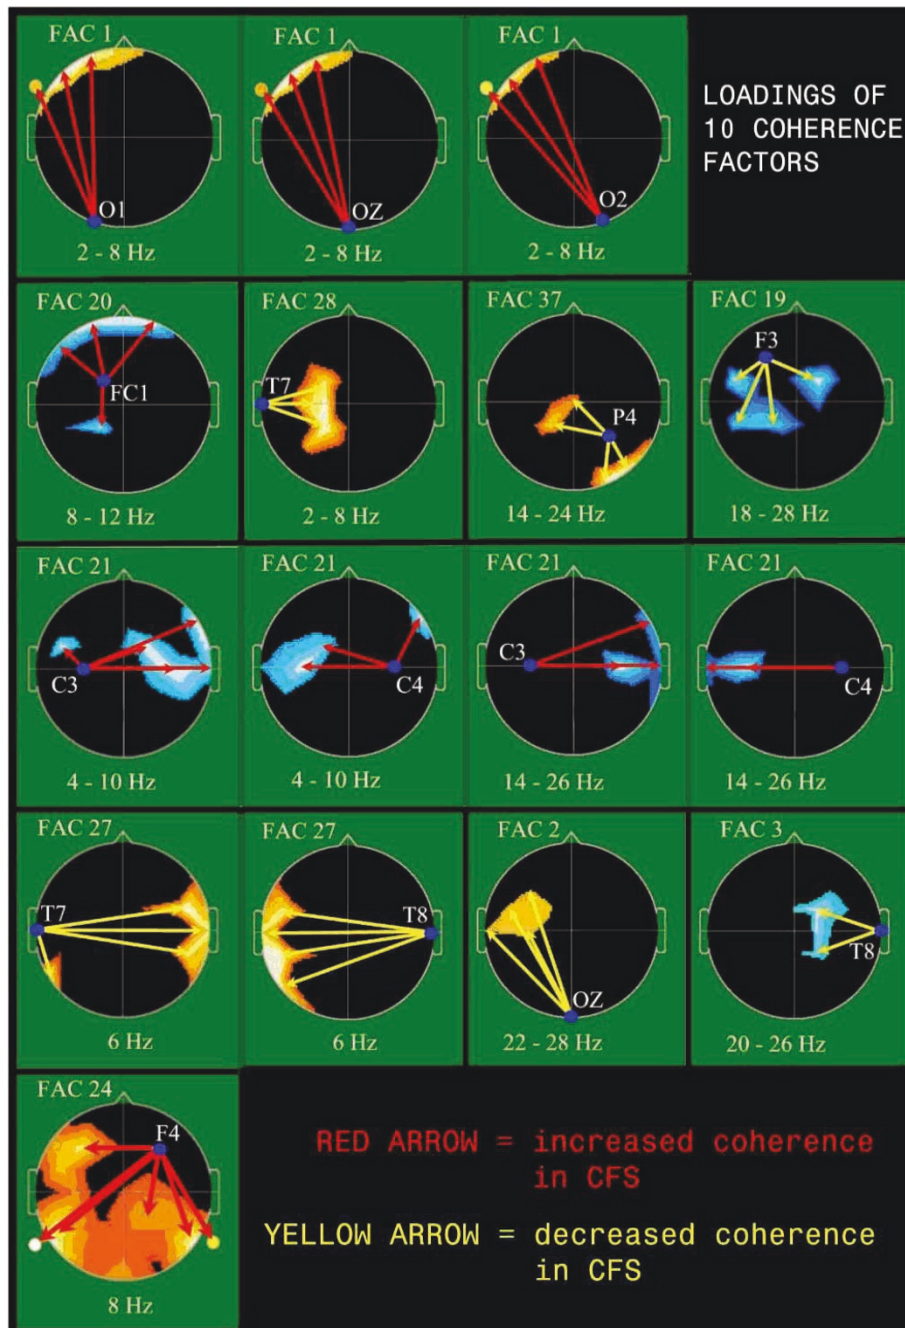 FAC 1
O1
2 - 8 Hz
FAC 1
OZ
2 - 8 Hz
FAC 1
O2
2 - 8 Hz
LOADINGS OF
10 COHERENCE
FACTORS
FAC 20
FC1
8 - 12 Hz
FAC 28
T7
2 - 8 Hz
FAC 37
P4
14 - 24 Hz
FAC 19
F3
18 - 28 Hz
FAC 21
C3
4 - 10 Hz
FAC 21
C4
4 - 10 Hz
FAC 21
C3
14 - 26 Hz
FAC 21
C4
14 - 26 Hz
FAC 27
T7
6 Hz
FAC 27
T8
6 Hz
FAC 2
OZ
22 - 28 Hz
FAC 3
T8
20 - 26 Hz
FAC 24
F4
8 Hz
RED ARROW = increased coherence
in CFS
YELLOW ARROW = decreased coherence
in CFS